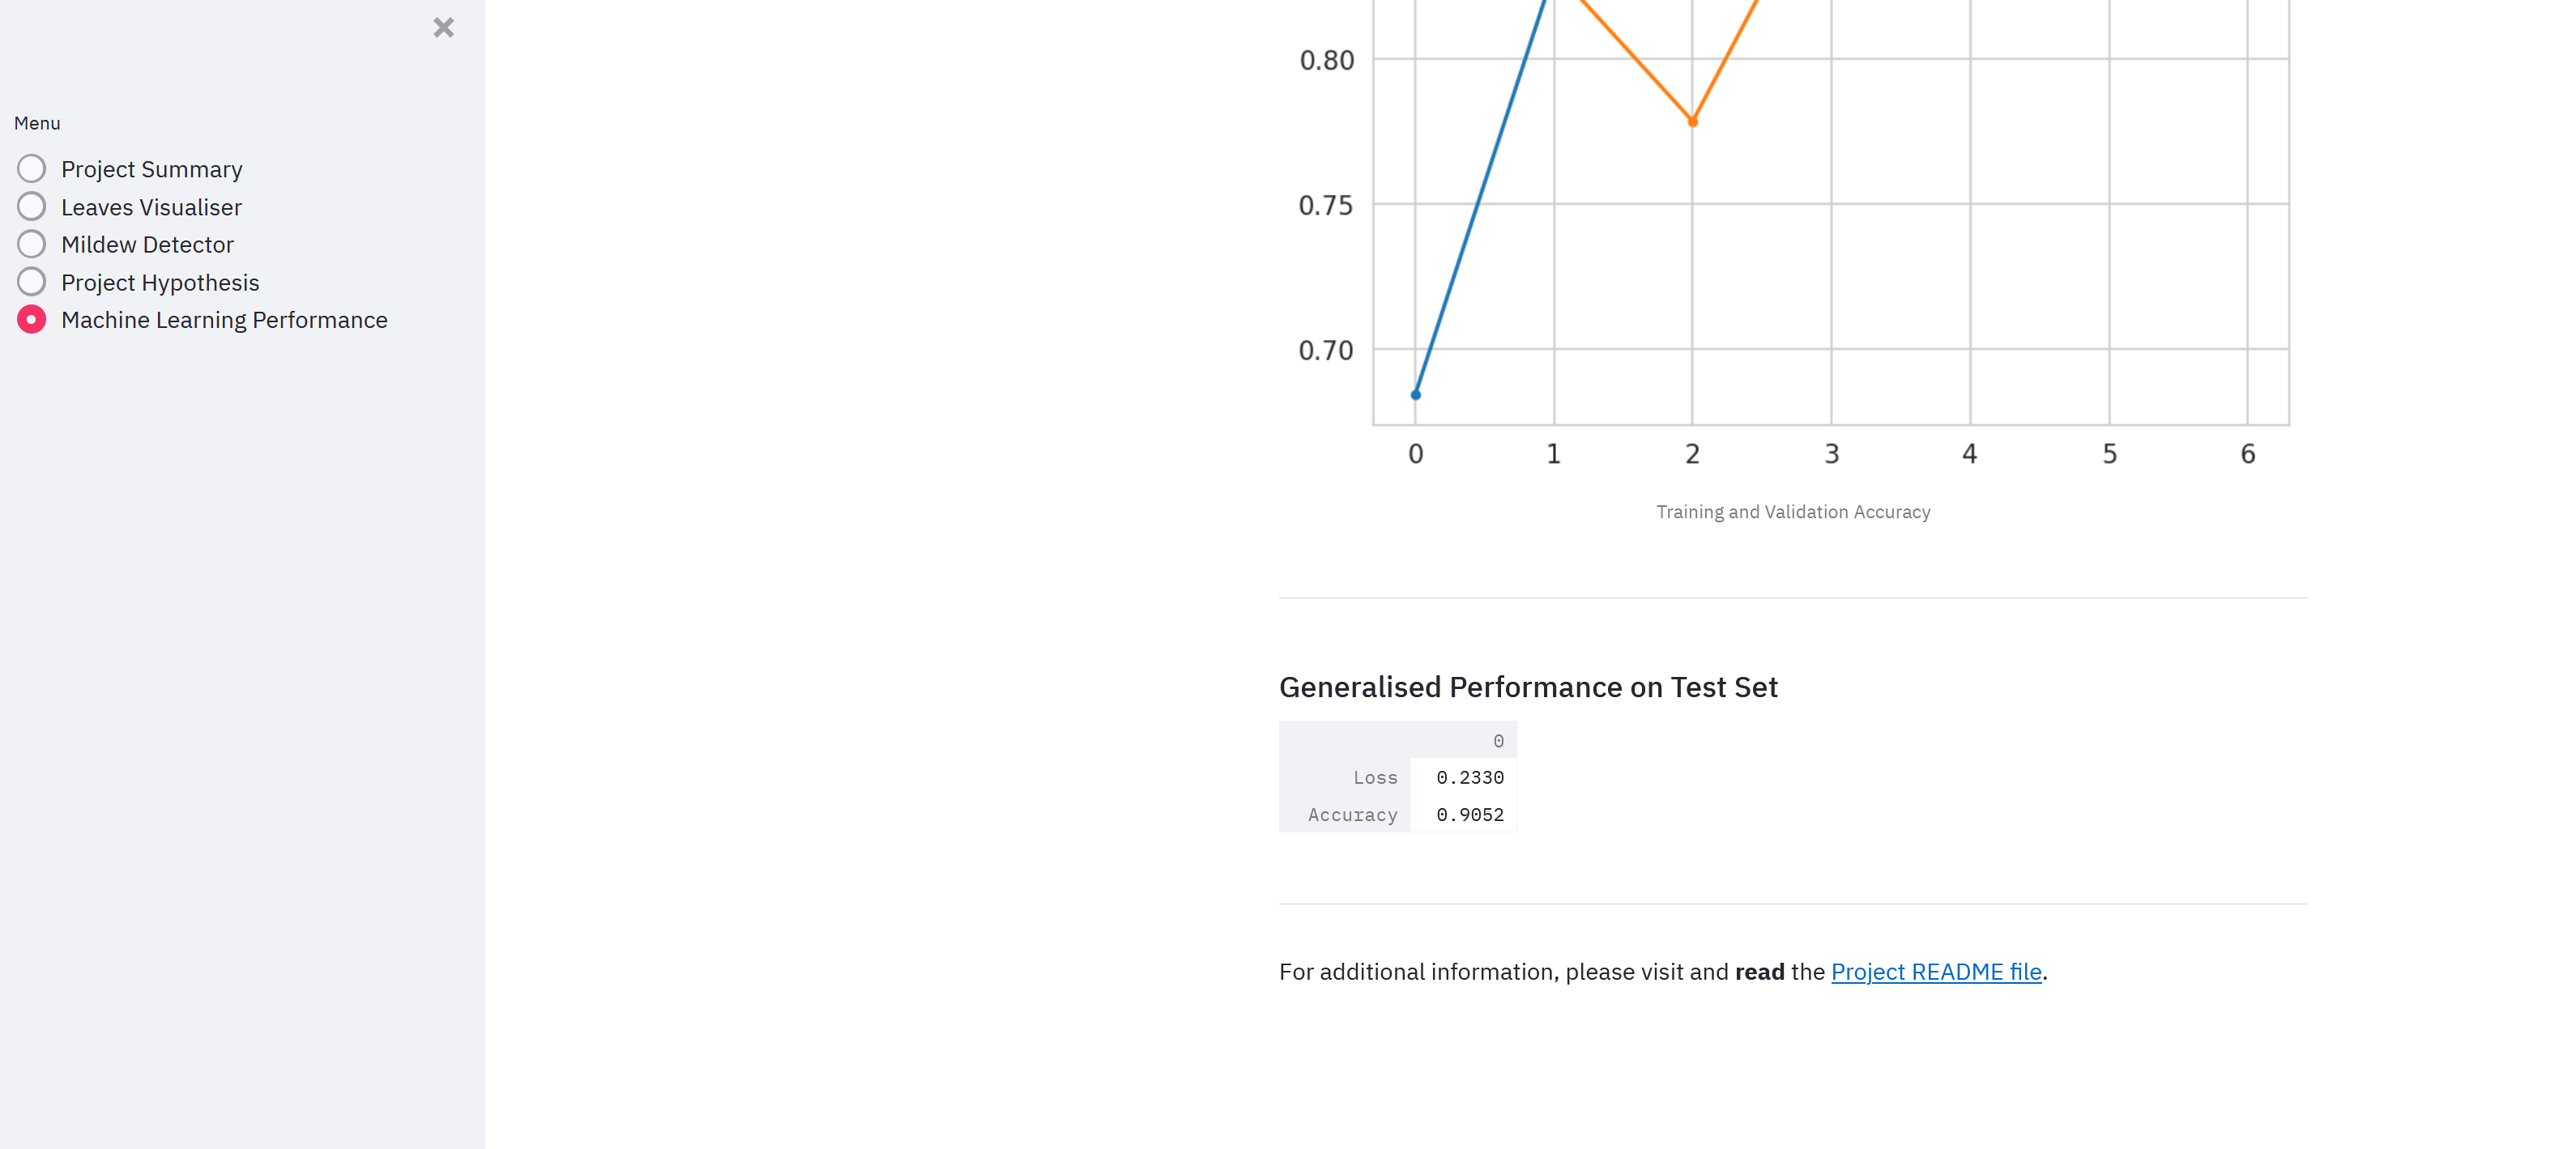 Menu
Project Summary
Leaves Visualiser
Mildew Detector
Project Hypothesis
Machine Learning Performance
0.80
0.75
0.70
0 1 2 3 4 5 6
Training and Validation Accuracy
Generalised Performance on Test Set
0
Loss 0.2330
Accuracy 0.9052
For additional information, please visit and read the Project README file.